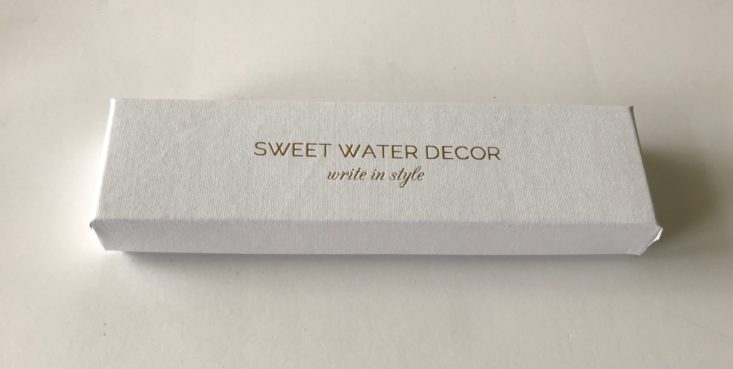 SWEET WATER DECOR
write in style